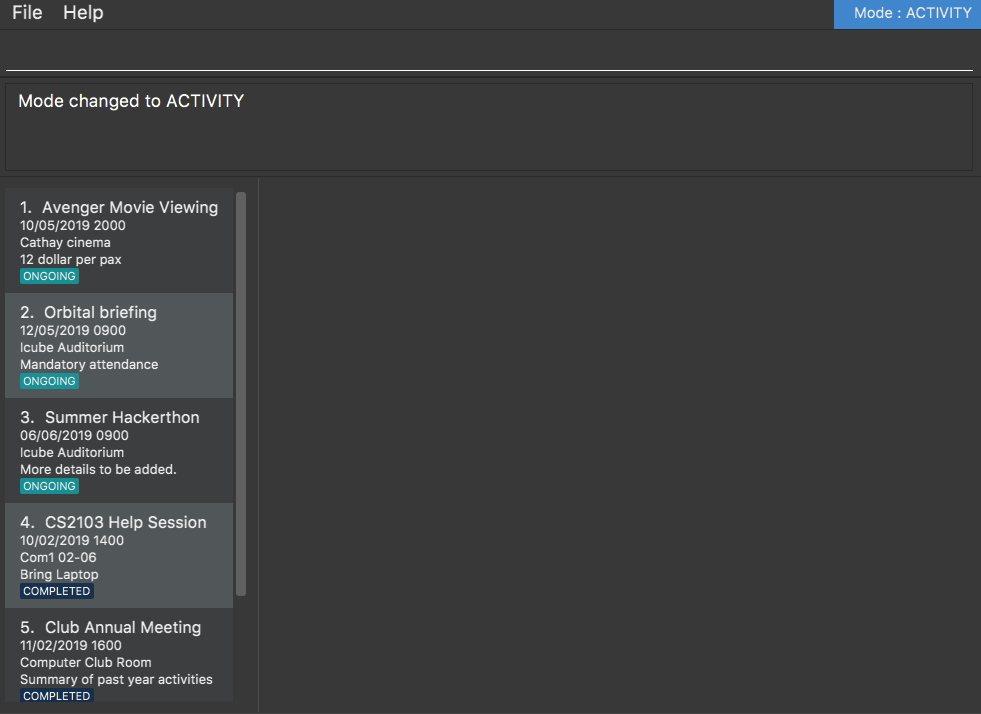 File Help Mode : ACTIVITY
Mode changed to ACTIVITY
1. Avenger Movie Viewing
10/05/2019 2000
Cathay cinema
12 dollar per pax
ONGOING
2. Orbital briefing
12/05/2019 0900
Icube Auditorium
Mandatory attendance
ONGOING
3. Summer Hackerthon
06/06/2019 0900
Icube Auditorium
More details to be added.
ONGOING
4. CS2103 Help Session
10/02/2019 1400
Com1 02-06
Bring Laptop
COMPLETED
5. Club Annual Meeting
11/02/2019 1600
Computer Club Room
Summary of past year activities
COMPLETED